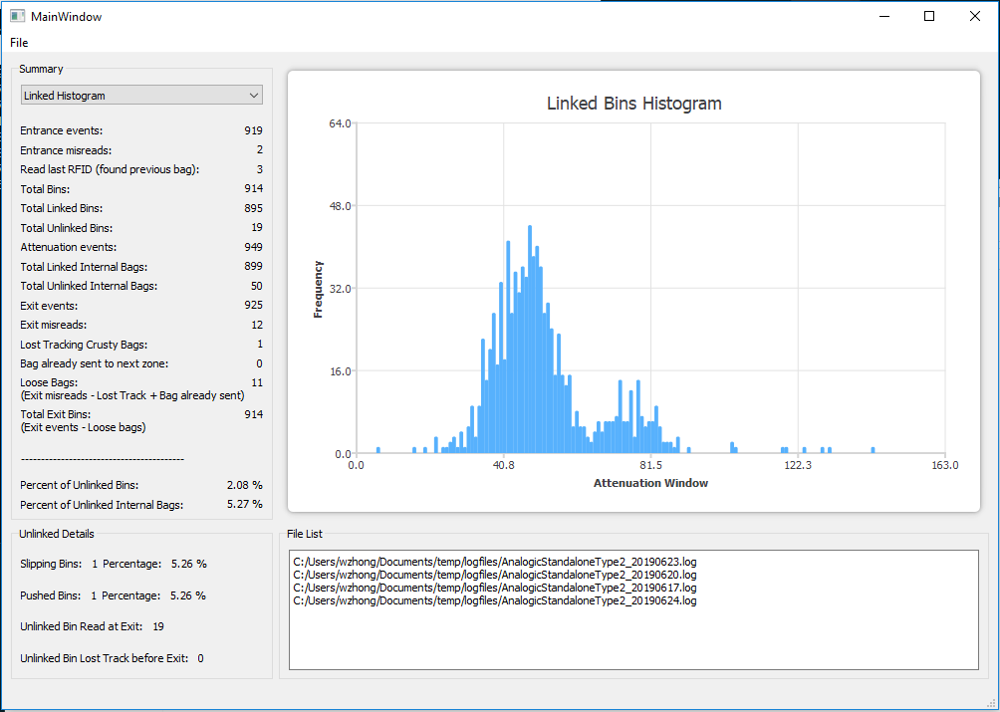 MainWindow
File
Summary
Linked Histogram
Entrance events: 919
Entrance misreads: 2
Read last RFID (found previous bag): 3
Total Bins: 914
Total Linked Bins: 895
Total Unlinked Bins: 19
Attenuation events: 949
Total Linked Internal Bags: 899
Total Unlinked Internal Bags: 50
Exit events: 925
Exit misreads: 12
Lost Tracking Crusty Bags: 1
Bag already sent to next zone: 0
Loose Bags: 11
(Exit misreads - Lost Track + Bag already sent)
Total Exit Bins: 914
(Exit events - Loose bags)
-----------------------------------------
Percent of Unlinked Bins: 2.08 %
Percent of Unlinked Internal Bags: 5.27 %
Linked Bins Histogram
64.0
48.0
32.0
16.0
0.0
Frequency
0.0 40.8 81.5 122.3 163.0
Attenuation Window
Unlinked Details
Slipping Bins: 1 Percentage: 5.26 %
Pushed Bins: 1 Percentage: 5.26 %
Unlinked Bin Read at Exit: 19
Unlinked Bin Lost Track before Exit: 0
File List
C:/Users/wzhong/Documents/temp/logfiles/AnalogicStandaloneType2_20190623.log
C:/Users/wzhong/Documents/temp/logfiles/AnalogicStandaloneType2_20190620.log
C:/Users/wzhong/Documents/temp/logfiles/AnalogicStandaloneType2_20190617.log
C:/Users/wzhong/Documents/temp/logfiles/AnalogicStandaloneType2_20190624.log